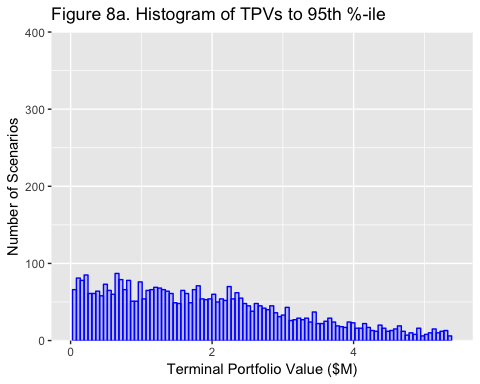 Figure 8a. Histogram of TPVs to 95th %-ile
Number of Scenarios
400
300
200
100
0
0 2 4
Terminal Portfolio Value ($M)